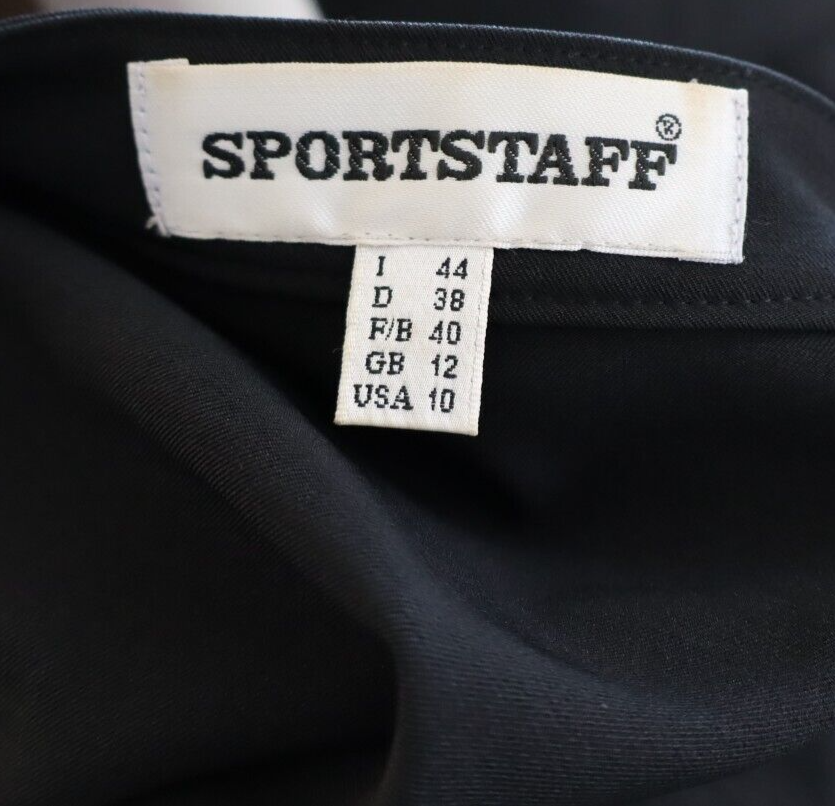 SPORTSTAFF®
I 44
D 38
F/B 40
GB 12
USA 10